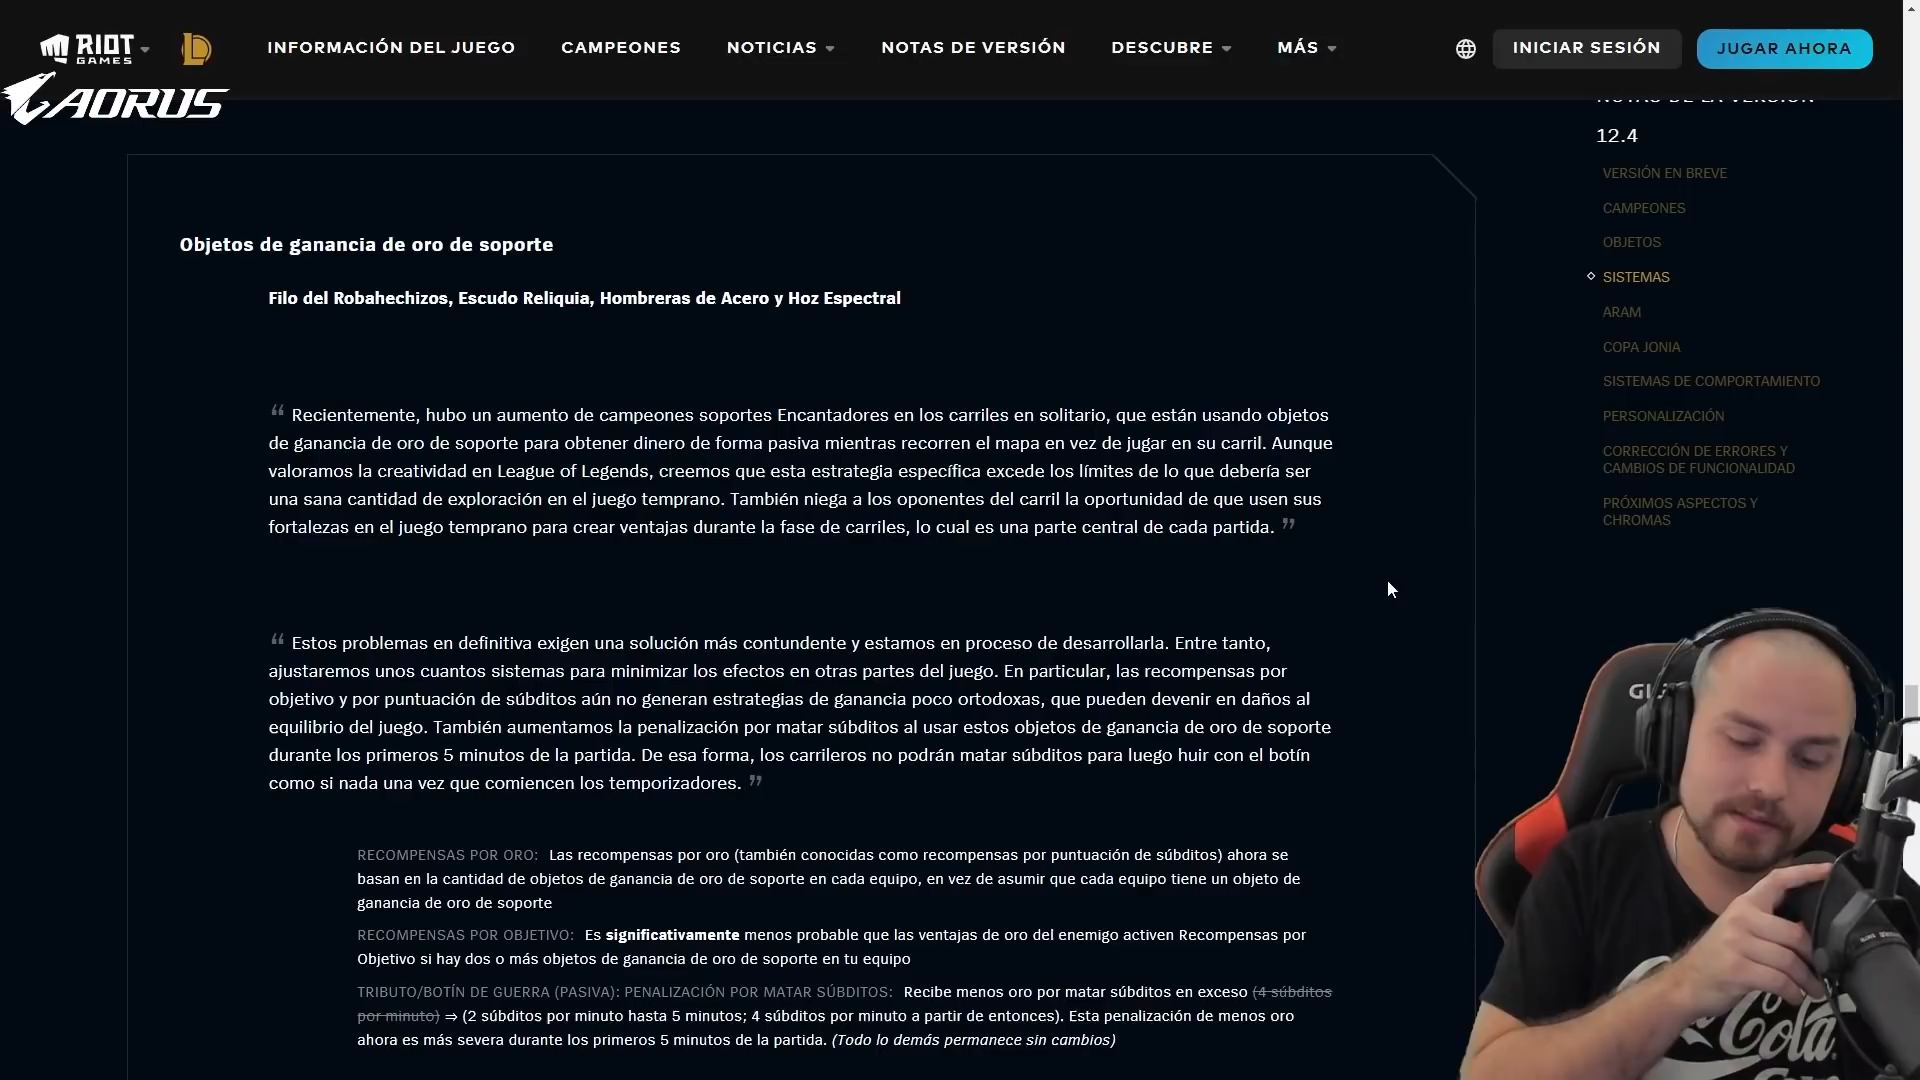 RIOT GAMES
INFORMACIÓN DEL JUEGO
CAMPEONES
NOTICIAS
NOTAS DE VERSIÓN
DESCUBRE
MÁS
INICIAR SESIÓN
JUGAR AHORA
AORUS
NOTAS DE LA VERSIÓN
12.4
VERSIÓN EN BREVE
CAMPEONES
OBJETOS
SISTEMAS
ARAM
COPA JONIA
SISTEMAS DE COMPORTAMIENTO
PERSONALIZACIÓN
CORRECCIÓN DE ERRORES Y
CAMBIOS DE FUNCIONALIDAD
PRÓXIMOS ASPECTOS Y
CHROMAS
Objetos de ganancia de oro de soporte
Filo del Robahechizos, Escudo Reliquia, Hombreras de Acero y Hoz Espectral
“ Recientemente, hubo un aumento de campeones soportes Encantadores en los carriles en solitario, que están usando objetos
de ganancia de oro de soporte para obtener dinero de forma pasiva mientras recorren el mapa en vez de jugar en su carril. Aunque
valoramos la creatividad en League of Legends, creemos que esta estrategia específica excede los límites de lo que debería ser
una sana cantidad de exploración en el juego temprano. También niega a los oponentes del carril la oportunidad de que usen sus
fortalezas en el juego temprano para crear ventajas durante la fase de carriles, lo cual es una parte central de cada partida. ”
“ Estos problemas en definitiva exigen una solución más contundente y estamos en proceso de desarrollarla. Entre tanto,
ajustaremos unos cuantos sistemas para minimizar los efectos en otras partes del juego. En particular, las recompensas por
objetivo y por puntuación de súbditos aún no generan estrategias de ganancia poco ortodoxas, que pueden devenir en daños al
equilibrio del juego. También aumentamos la penalización por matar súbditos al usar estos objetos de ganancia de oro de soporte
durante los primeros 5 minutos de la partida. De esa forma, los carrileros no podrán matar súbditos para luego huir con el botín
como si nada una vez que comiencen los temporizadores. ”
RECOMPENSAS POR ORO: Las recompensas por oro (también conocidas como recompensas por puntuación de súbditos) ahora se
basan en la cantidad de objetos de ganancia de oro de soporte en cada equipo, en vez de asumir que cada equipo tiene un objeto de
ganancia de oro de soporte
RECOMPENSAS POR OBJETIVO: Es significativamente menos probable que las ventajas de oro del enemigo activen Recompensas por
Objetivo si hay dos o más objetos de ganancia de oro de soporte en tu equipo
TRIBUTO/BOTÍN DE GUERRA (PASIVA): PENALIZACIÓN POR MATAR SÚBDITOS: Recibe menos oro por matar súbditos en exceso (4 súbditos
por minuto) ⇒ (2 súbditos por minuto hasta 5 minutos; 4 súbditos por minuto a partir de entonces). Esta penalización de menos oro
ahora es más severa durante los primeros 5 minutos de la partida. (Todo lo demás permanece sin cambios)
Cola